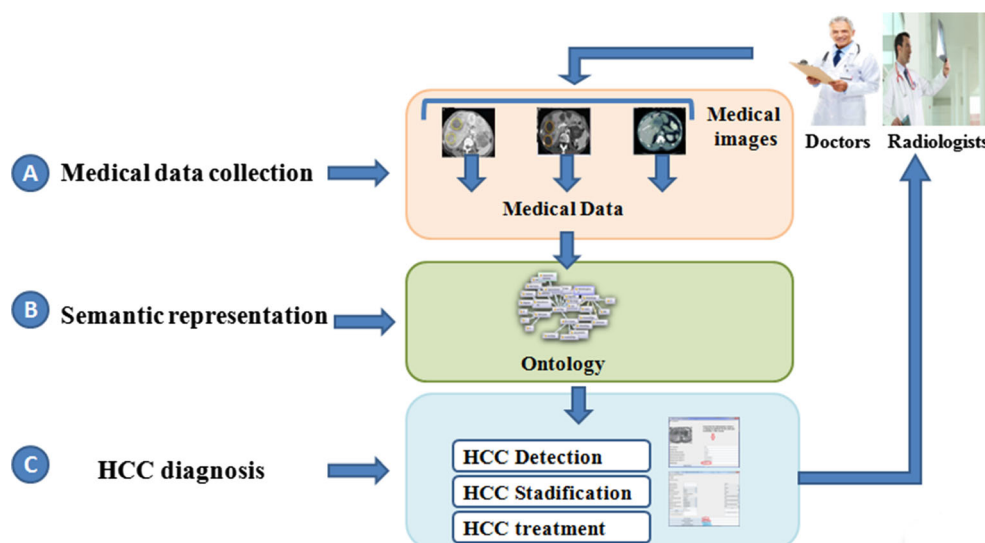 Medical
images
Doctors
Radiologists
A
Medical data collection
Medical Data
B
Semantic representation
Ontology
C
HCC diagnosis
HCC Detection
HCC Stadification
HCC treatment